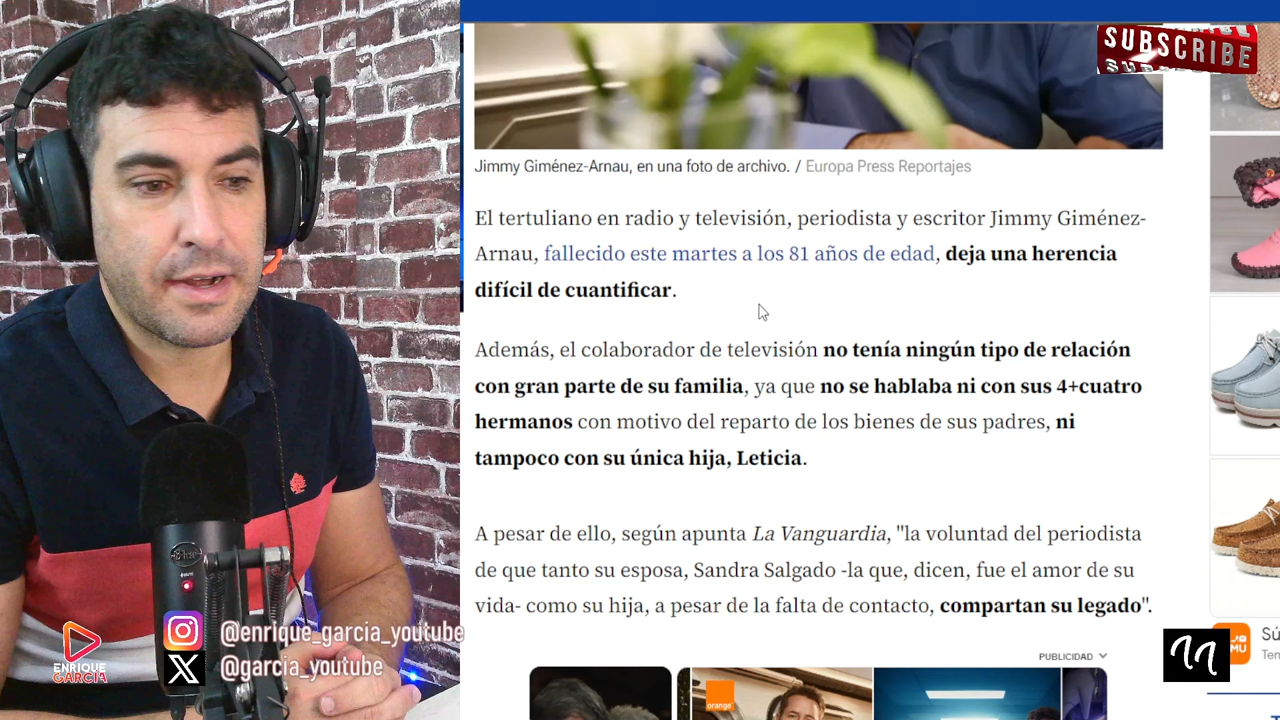 SUBSCRIBE
Jimmy Giménez-Arnau, en una foto de archivo. / Europa Press Reportajes
El tertuliano en radio y televisión, periodista y escritor Jimmy Giménez-
Arnau, fallecido este martes a los 81 años de edad, deja una herencia
difícil de cuantificar.
Además, el colaborador de televisión no tenía ningún tipo de relación
con gran parte de su familia, ya que no se hablaba ni con sus 4+cuatro
hermanos con motivo del reparto de los bienes de sus padres, ni
tampoco con su única hija, Leticia.
A pesar de ello, según apunta La Vanguardia, "la voluntad del periodista
de que tanto su esposa, Sandra Salgado -la que, dicen, fue el amor de su
vida- como su hija, a pesar de la falta de contacto, compartan su legado".
PUBLICIDAD
orange
@enrique_garcia_youtube
@garcia_youtube
ENRIQUE
GARCIA